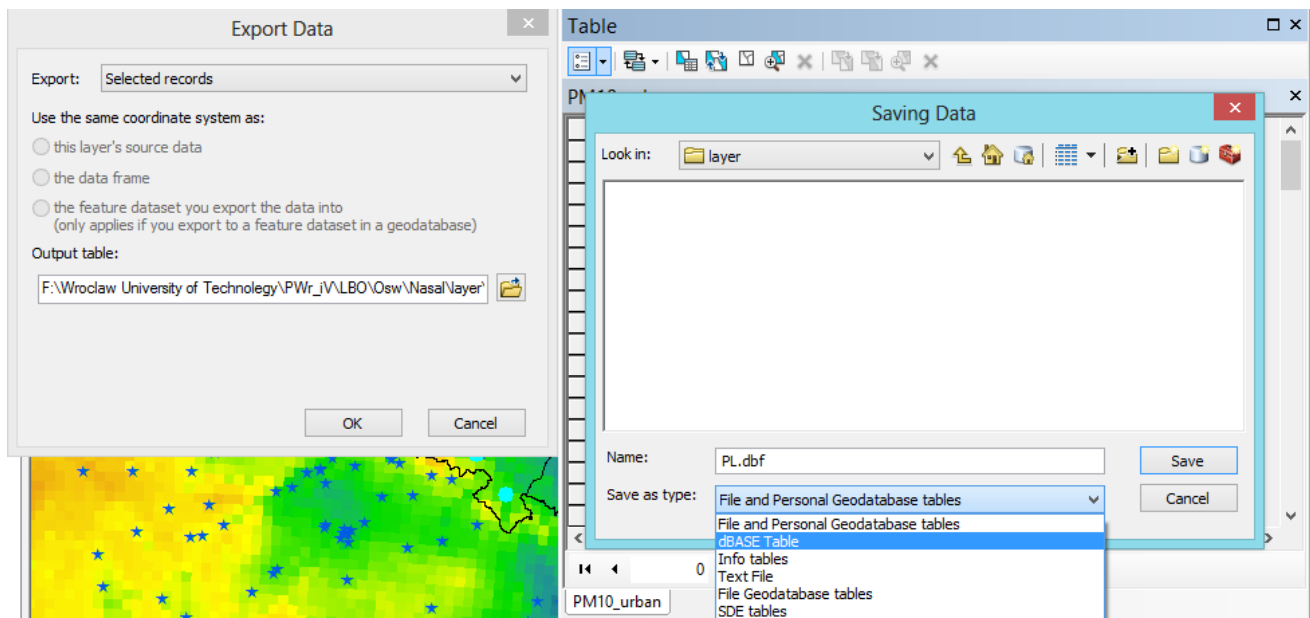 Export Data
Export: Selected records
Use the same coordinate system as:
this layer's source data
the data frame
the feature dataset you export the data into
(only applies if you export to a feature dataset in a geodatabase)
Output table:
F:\Wroclaw University of Technolegy\PWr_iV\LBO\Osw\Nasal\layer\
OK Cancel
Table
Saving Data
Look in: layer
Name: PL.dbf
Save
Save as type: File and Personal Geodatabase tables
Cancel
File and Personal Geodatabase tables
dBASE Table
Info tables
Text File
File Geodatabase tables
SDE tables
0
PM10_urban